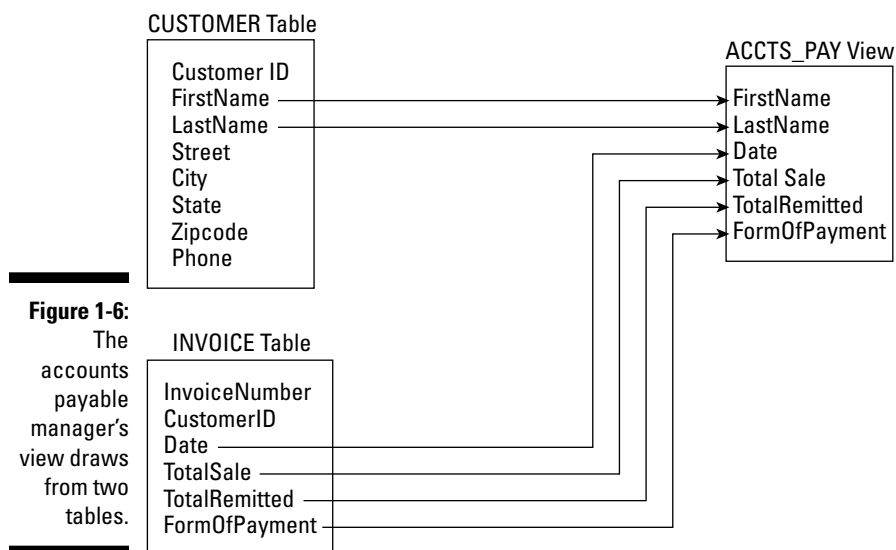 CUSTOMER Table
Customer ID
FirstName
LastName
Street
City
State
Zipcode
Phone
ACCTS_PAY View
FirstName
LastName
Date
Total Sale
TotalRemitted
FormOfPayment
Figure 1-6:
The
accounts
payable
manager's
view draws
from two
tables.
INVOICE Table
InvoiceNumber
CustomerID
Date
TotalSale
TotalRemitted
FormOfPayment